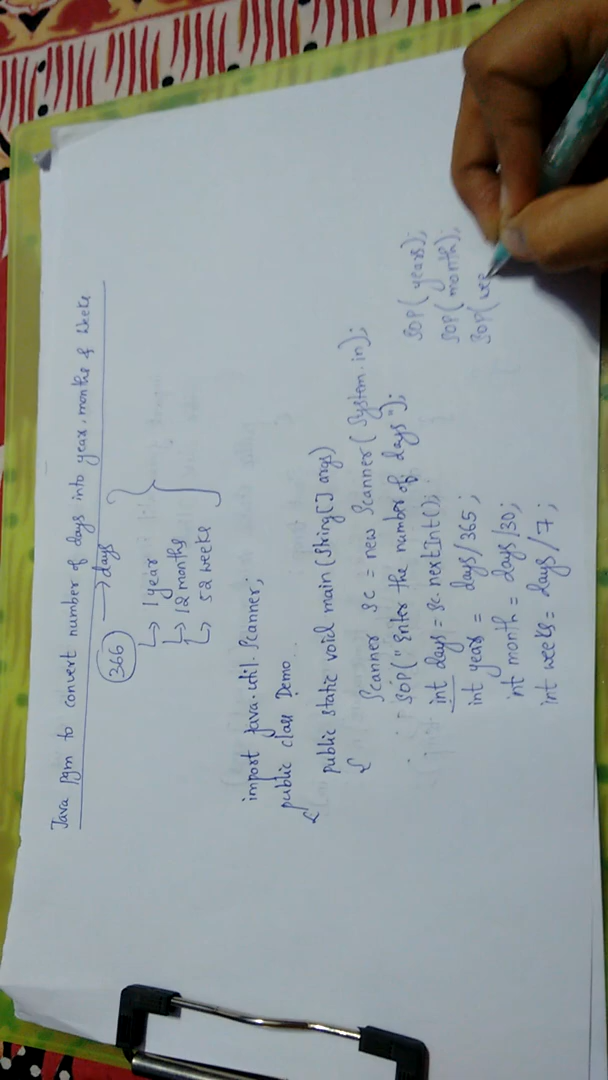 Java pgm to convert number of days into year, months & Weeks
366 → days
↳ 1 year
↳ 12 months
↳ 52 weeks
import java.util.Scanner;
public class Demo
{
public static void main (String[] args)
{
Scanner sc = new Scanner( System.in);
SOP( "Enter the number of days");
int days = sc.nextInt();
int year = days/365;
int month = days/30;
int weeks = days/7;
SOP( years);
SOP( month);
SOP( wee